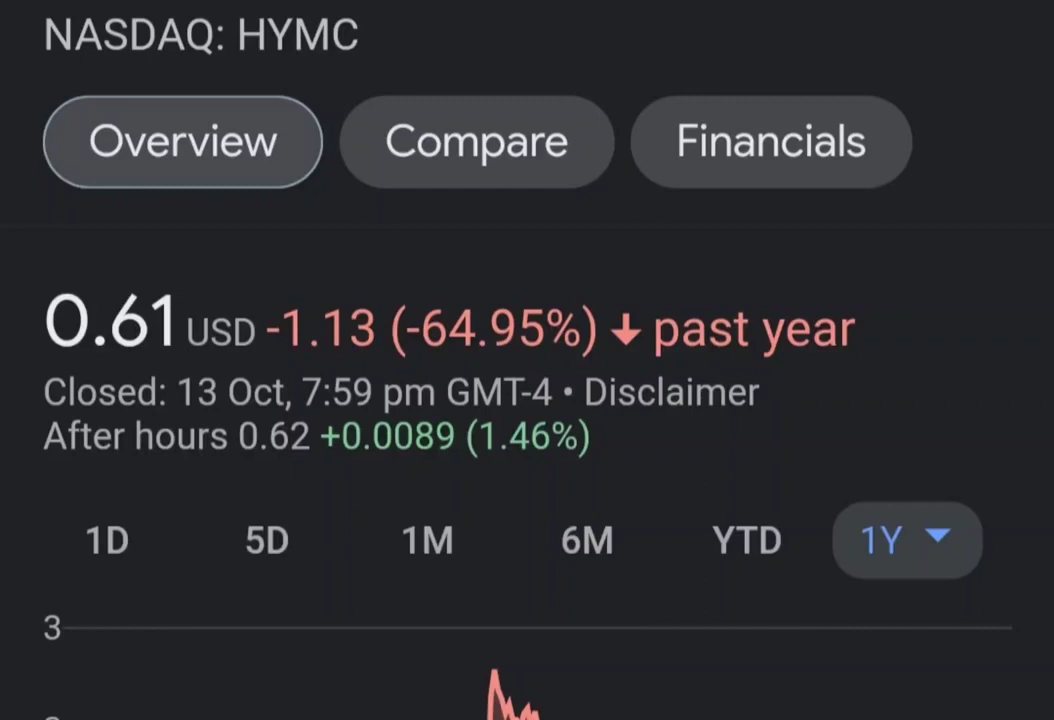 NASDAQ: HYMC
Overview Compare Financials
0.61 USD -1.13 (-64.95%) ↓ past year
Closed: 13 Oct, 7:59 pm GMT-4 • Disclaimer
After hours 0.62 +0.0089 (1.46%)
1D 5D 1M 6M YTD 1Y
3